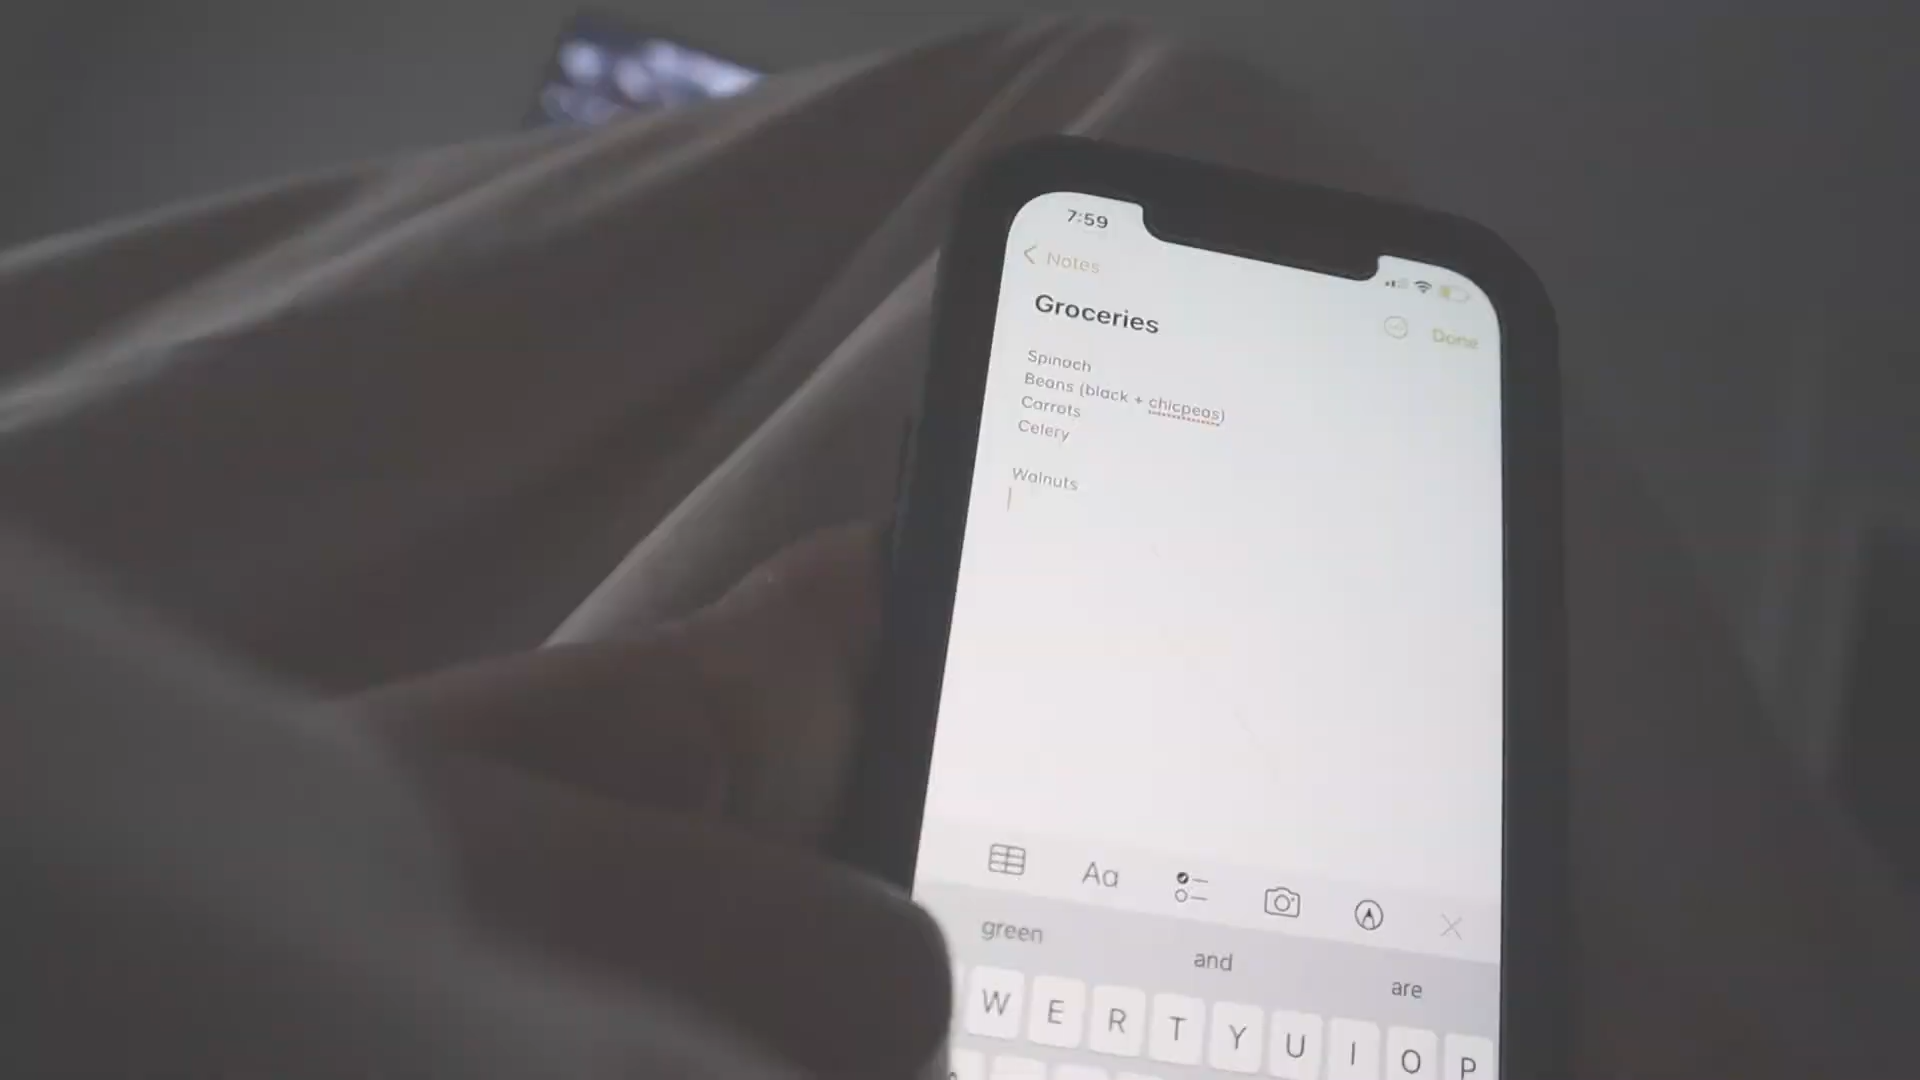 7:59
Notes
Groceries
Done
Spinach
Beans (black + chicpeas)
Carrots
Celery
Walnuts
Aa
green and are
W E R T Y U I O P